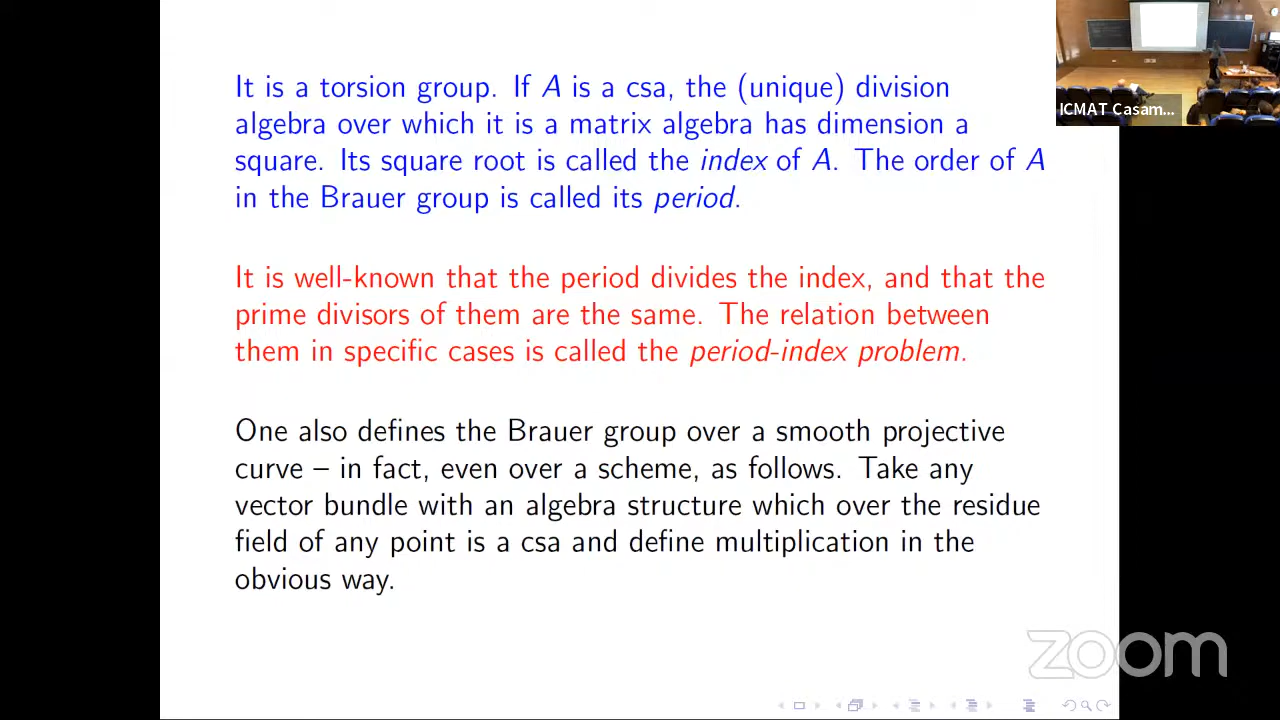 It is a torsion group. If A is a csa, the (unique) division
algebra over which it is a matrix algebra has dimension a
square. Its square root is called the index of A. The order of A
in the Brauer group is called its period.
It is well-known that the period divides the index, and that the
prime divisors of them are the same. The relation between
them in specific cases is called the period-index problem.
One also defines the Brauer group over a smooth projective
curve – in fact, even over a scheme, as follows. Take any
vector bundle with an algebra structure which over the residue
field of any point is a csa and define multiplication in the
obvious way.
ICMAT Casam...
zoom